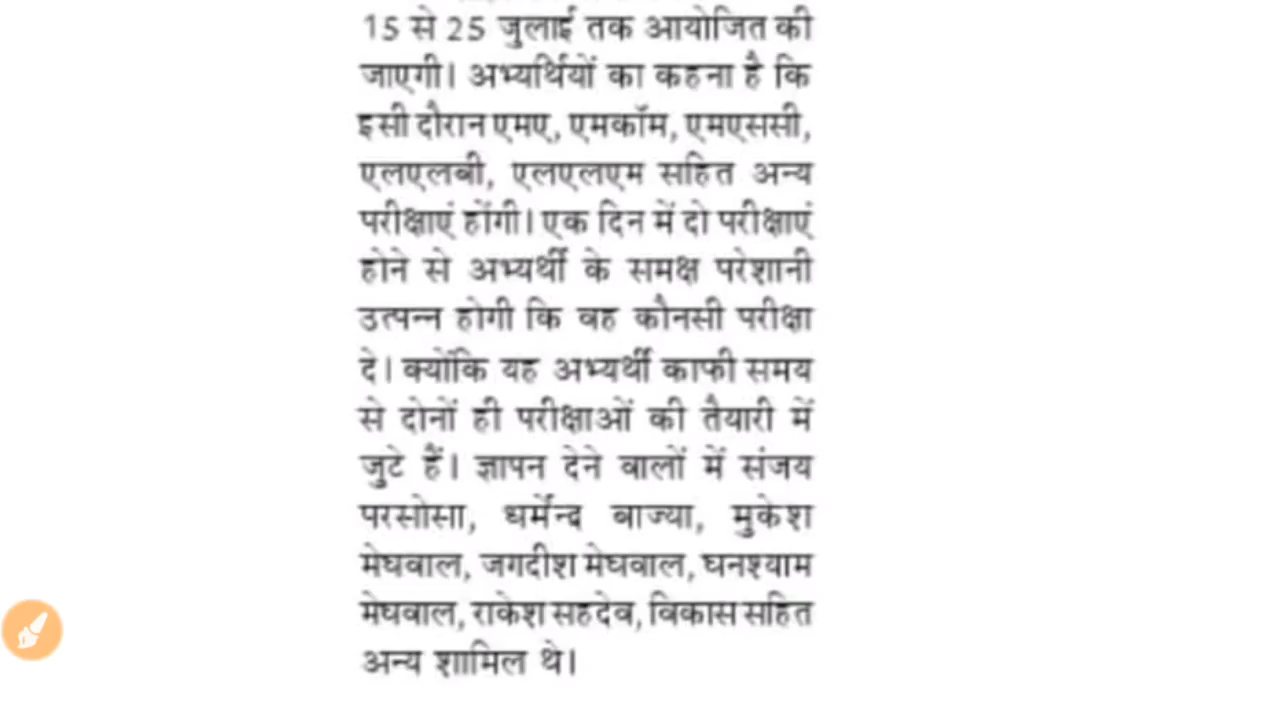 15 से 25 जुलाई तक आयोजित की
जाएगी। अभ्यर्थियों का कहना है कि
इसी दौरान एमए, एमकॉम, एमएससी,
एलएलबी, एलएलएम सहित अन्य
परीक्षाएं होंगी। एक दिन में दो परीक्षाएं
होने से अभ्यर्थी के समक्ष परेशानी
उत्पन्न होगी कि वह कौनसी परीक्षा
दे। क्योंकि यह अभ्यर्थी काफी समय
से दोनों ही परीक्षाओं की तैयारी में
जुटे हैं। ज्ञापन देने वालों में संजय
परसोसा, धर्मेन्द्र बाज्या, मुकेश
मेघवाल, जगदीश मेघवाल, घनश्याम
मेघवाल, राकेश सहदेव, विकास सहित
अन्य शामिल थे।